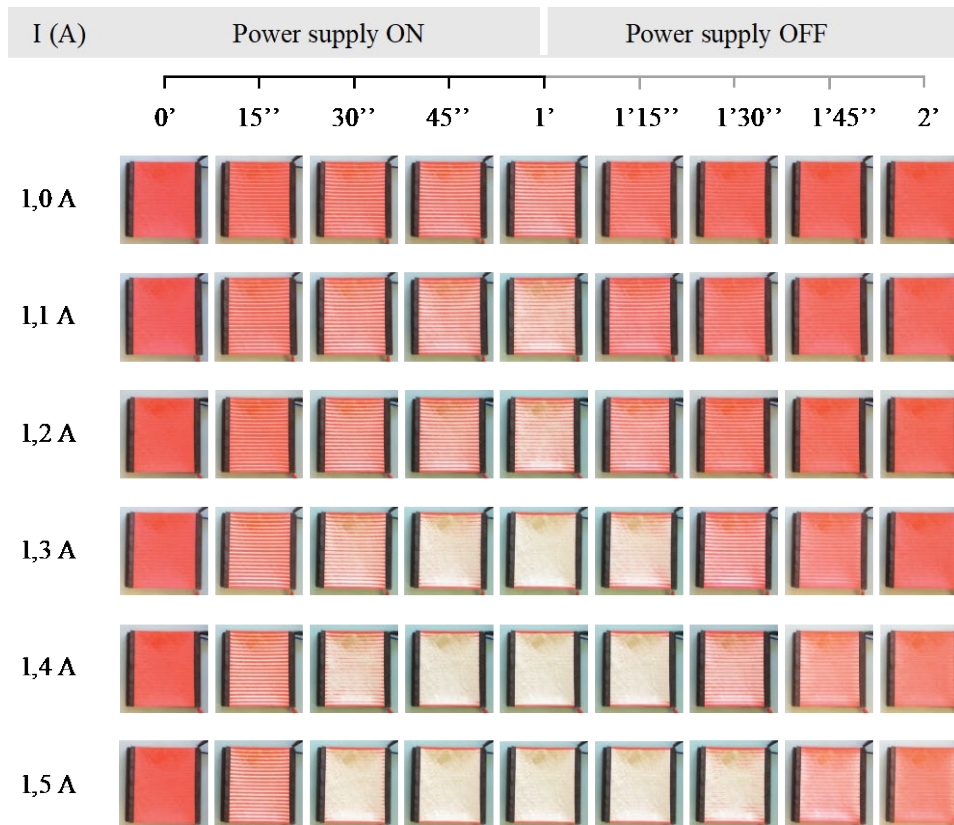 I (A) Power supply ON Power supply OFF
0’ 15’’ 30’’ 45’’ 1’ 1’15’’ 1’30’’ 1’45’’ 2’
1,0 A
1,1 A
1,2 A
1,3 A
1,4 A
1,5 A